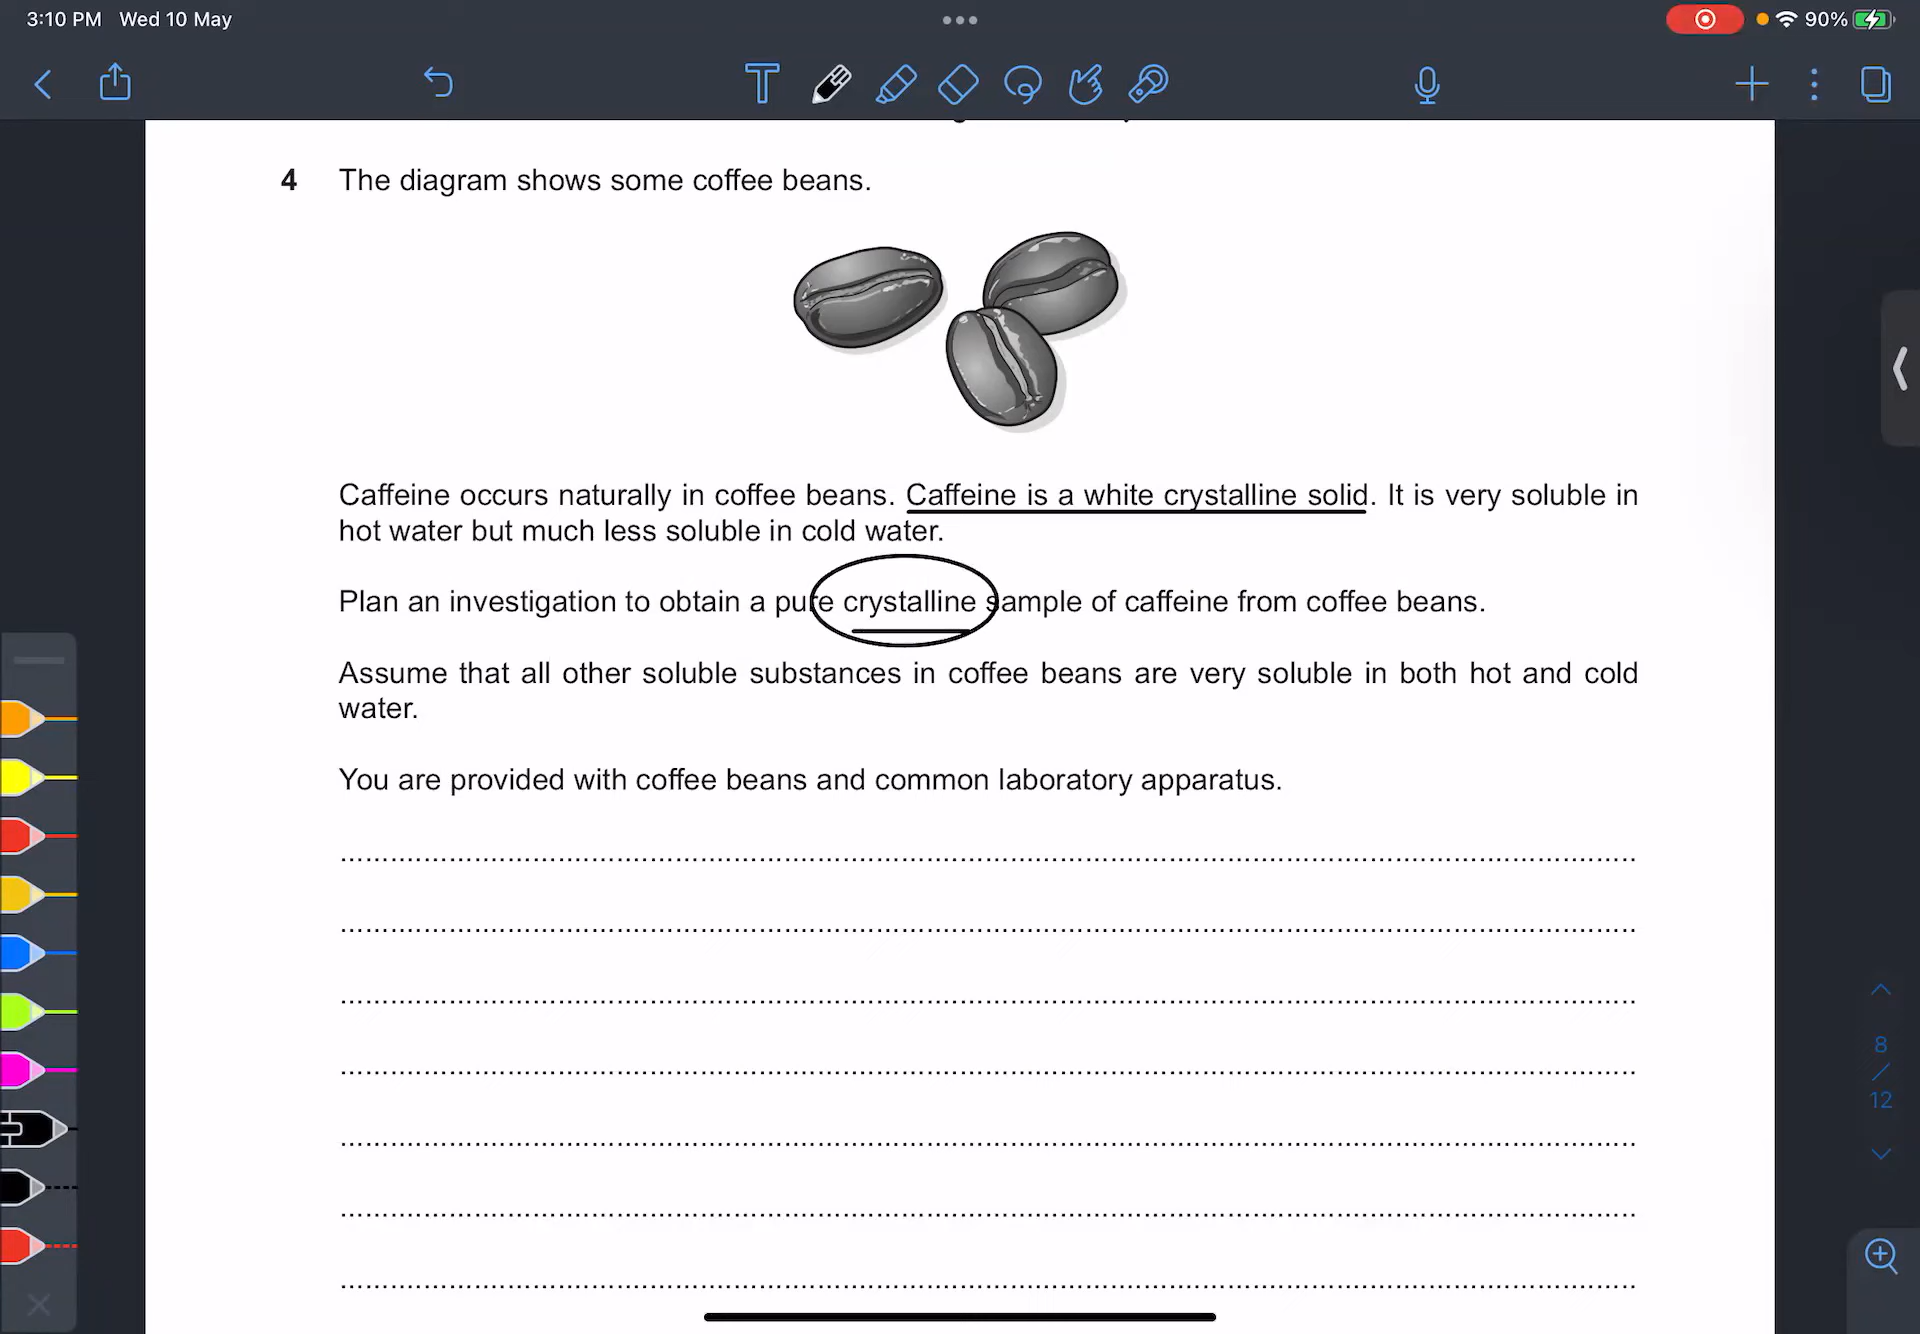 3:10 PM Wed 10 May
90%
4 The diagram shows some coffee beans.
Caffeine occurs naturally in coffee beans. Caffeine is a white crystalline solid. It is very soluble in
hot water but much less soluble in cold water.
Plan an investigation to obtain a pure crystalline sample of caffeine from coffee beans.
Assume that all other soluble substances in coffee beans are very soluble in both hot and cold
water.
You are provided with coffee beans and common laboratory apparatus.
8
/
12